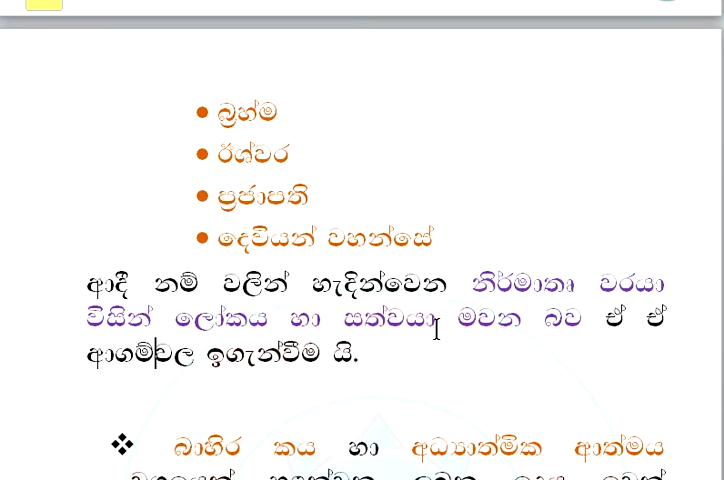 • බ්‍රහ්ම
• ඊශ්වර
• ප්‍රජාපති
• දෙවියන් වහන්සේ
ආදී නම් වලින් හැදින්වෙන නිර්මාතෘ වරයා
විසින් ලෝකය හා සත්වයා මවන බව ඒ ඒ
ආගම්වල ඉගැන්වීම යි.
❖ බාහිර කය හා අධ්‍යාත්මික ආත්මය